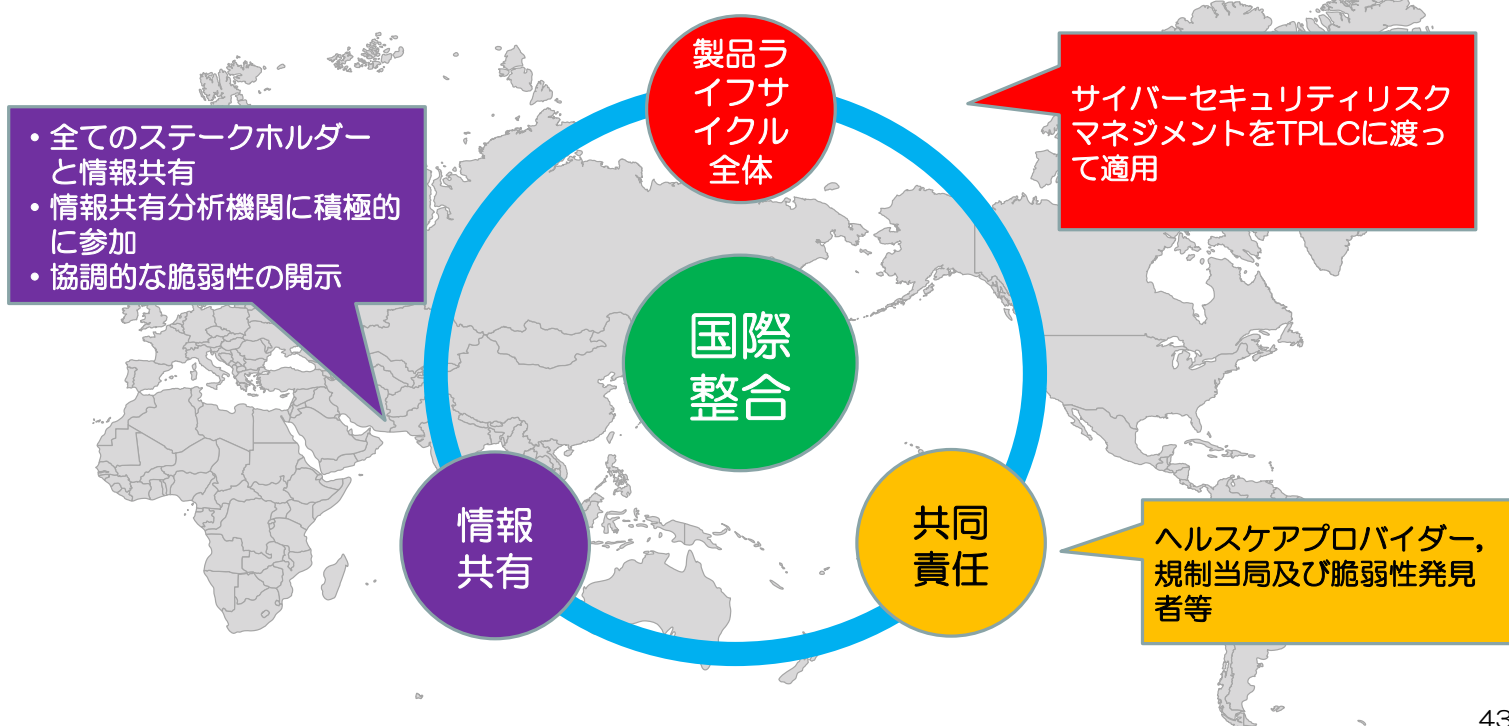 製品ラ
イフサ
イクル
全体
サイバーセキュリティリスク
マネジメントをTPLCに渡っ
て適用
・全てのステークホルダー
と情報共有
・情報共有分析機関に積極的
に参加
・協調的な脆弱性の開示
国際
整合
情報
共有
共同
責任
ヘルスケアプロバイダー,
規制当局及び脆弱性発見
者等
43